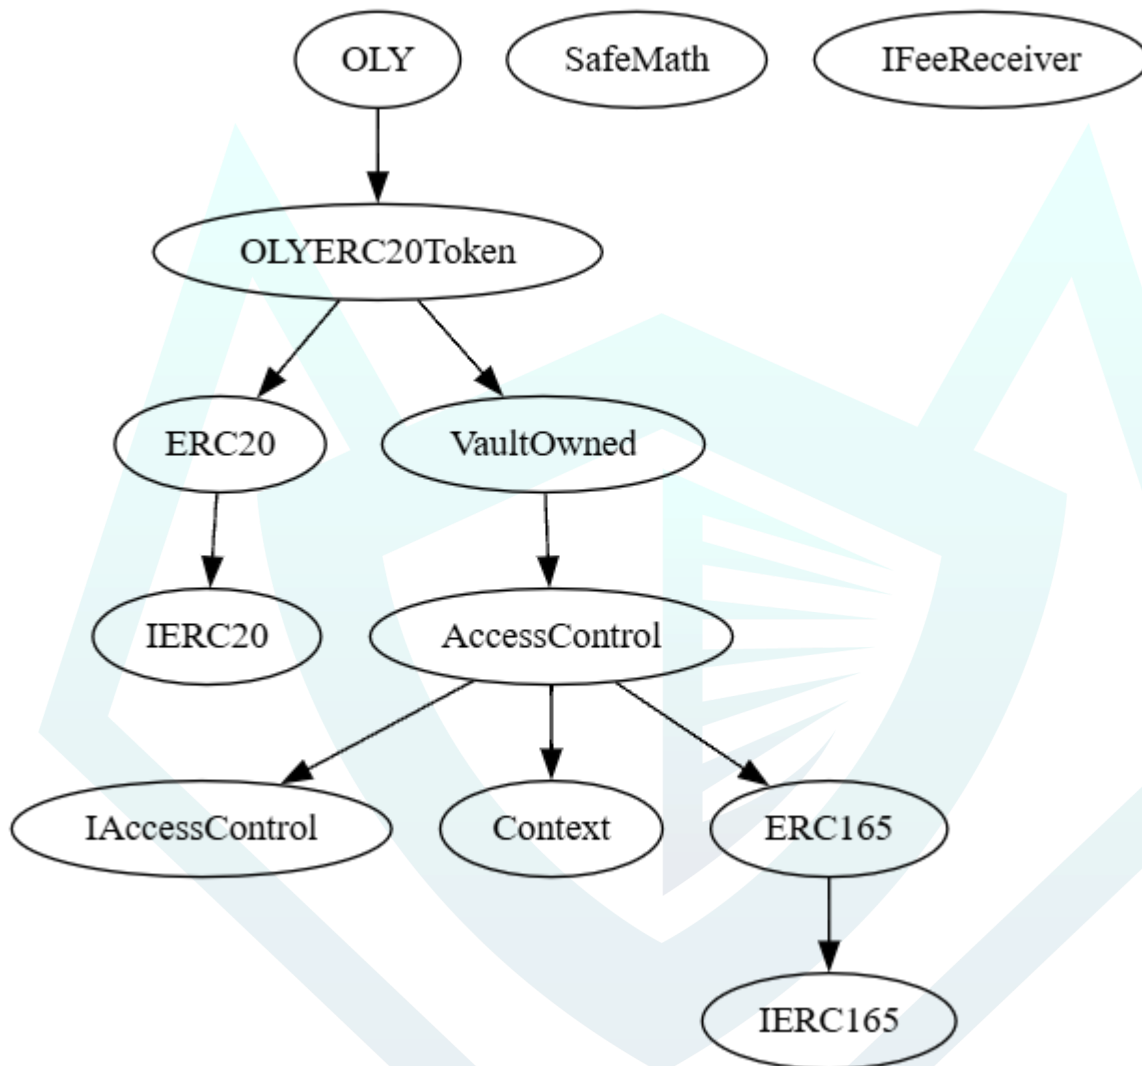 OLY
SafeMath
IFeeReceiver
OLYERC20Token
ERC20
VaultOwned
IERC20
AccessControl
IAccessControl
Context
ERC165
IERC165